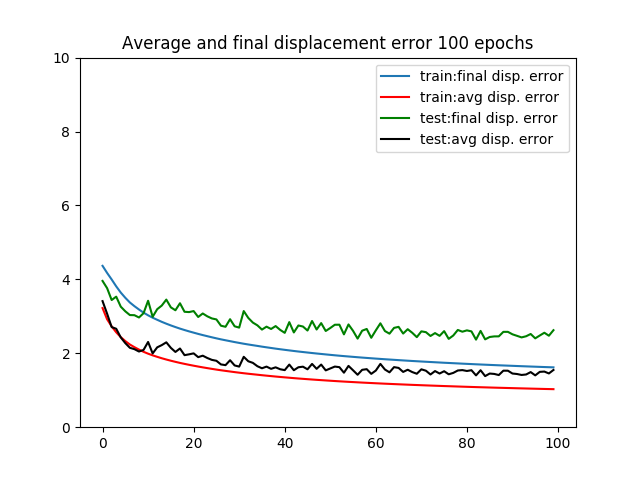 Average and final displacement error 100 epochs
train:final disp. error
train:avg disp. error
test:final disp. error
test:avg disp. error
10
8
6
4
2
0
0 20 40 60 80 100